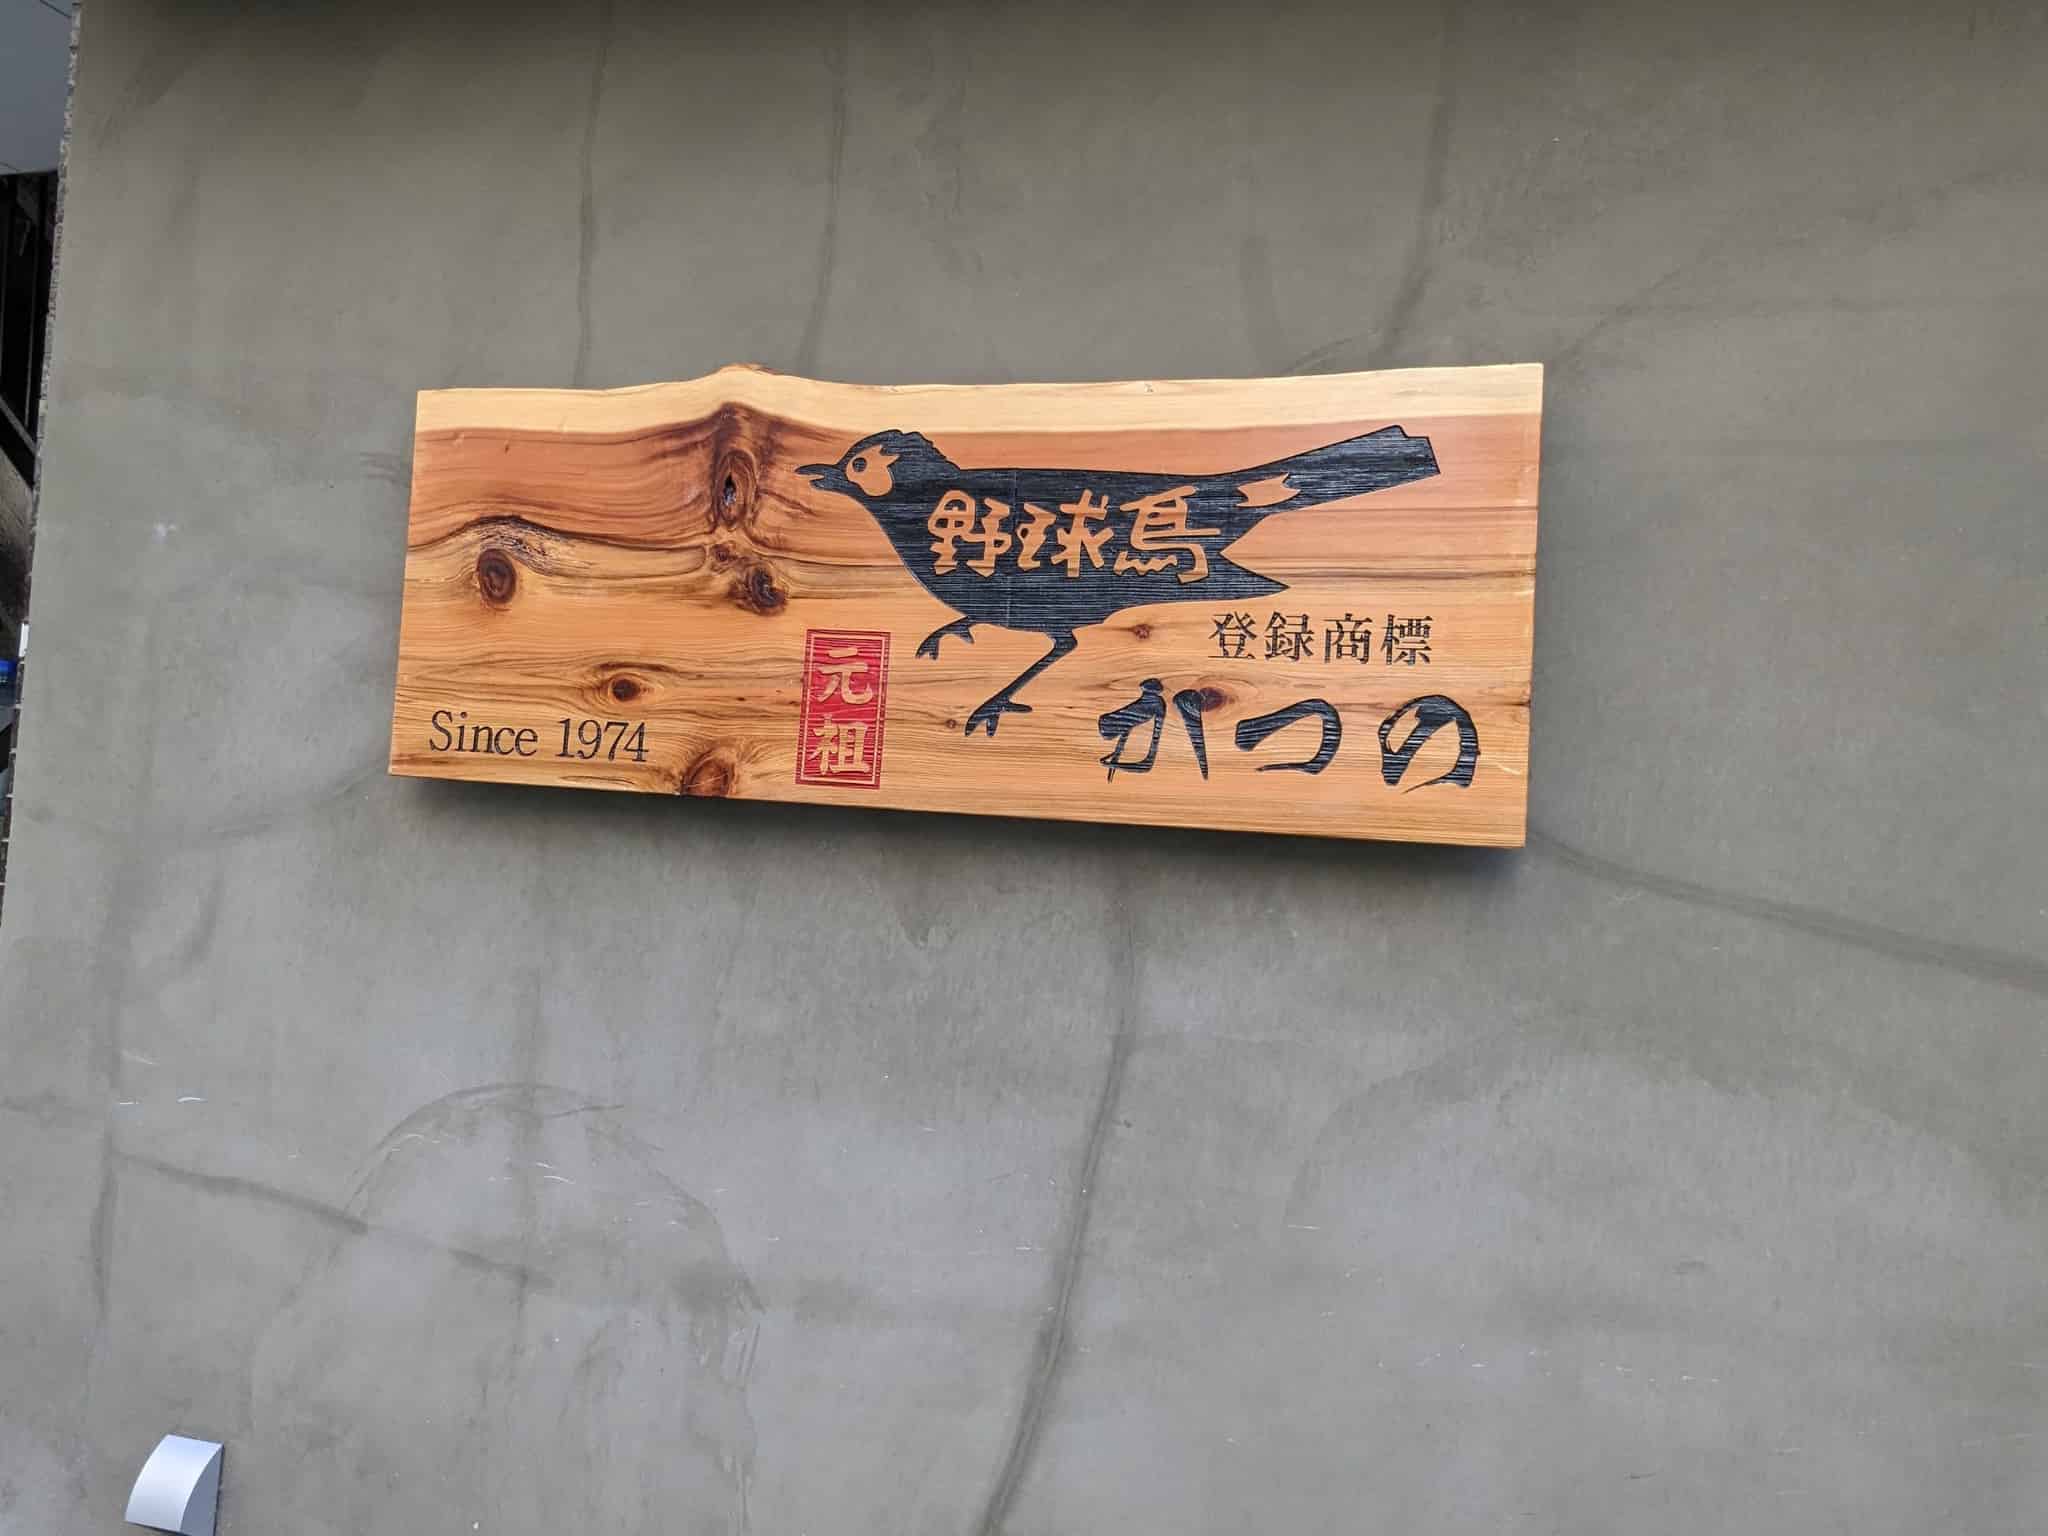 野球鳥
登録商標
かつの
元祖
Since 1974